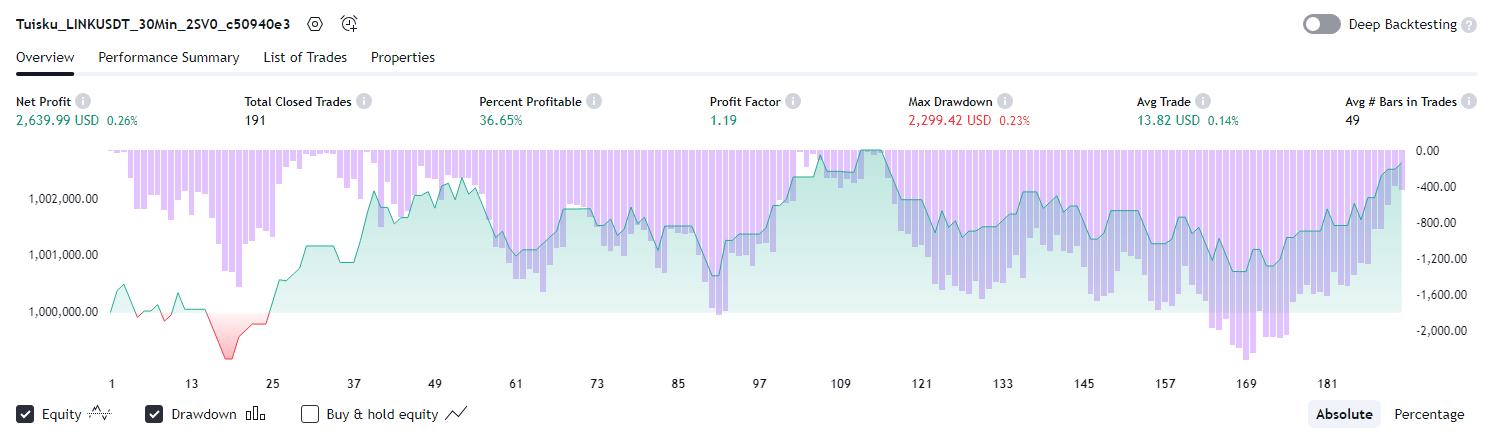 Tuisku_LINKUSDT_30Min_2SV0_c50940e3 Deep Backtesting ?
Overview Performance Summary List of Trades Properties
Net Profit i Total Closed Trades i Percent Profitable i Profit Factor i Max Drawdown i Avg Trade i Avg # Bars in Trades i
2,639.99 USD 0.26% 191 36.65% 1.19 2,299.42 USD 0.23% 13.82 USD 0.14% 49
0.00
1,002,000.00 -400.00
-800.00
1,001,000.00 -1,200.00
1,000,000.00 -1,600.00
-2,000.00
1 13 25 37 49 61 73 85 97 109 121 133 145 157 169 181
Equity Drawdown Buy & hold equity Absolute Percentage